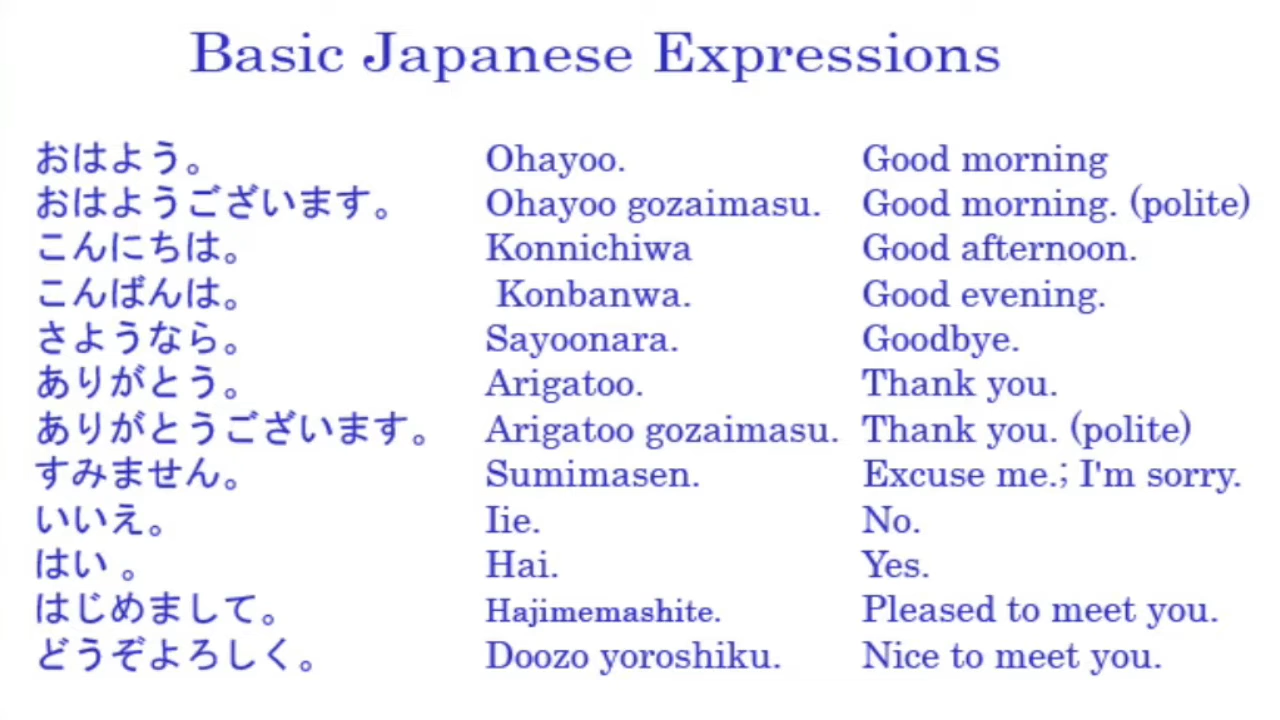 Basic Japanese Expressions
おはよう。 Ohayoo. Good morning
おはようございます。 Ohayoo gozaimasu. Good morning. (polite)
こんにちは。 Konnichiwa Good afternoon.
こんばんは。 Konbanwa. Good evening.
さようなら。 Sayoonara. Goodbye.
ありがとう。 Arigatoo. Thank you.
ありがとうございます。 Arigatoo gozaimasu. Thank you. (polite)
すみません。 Sumimasen. Excuse me.; I'm sorry.
いいえ。 Iie. No.
はい 。 Hai. Yes.
はじめまして。 Hajimemashite. Pleased to meet you.
どうぞよろしく。 Doozo yoroshiku. Nice to meet you.